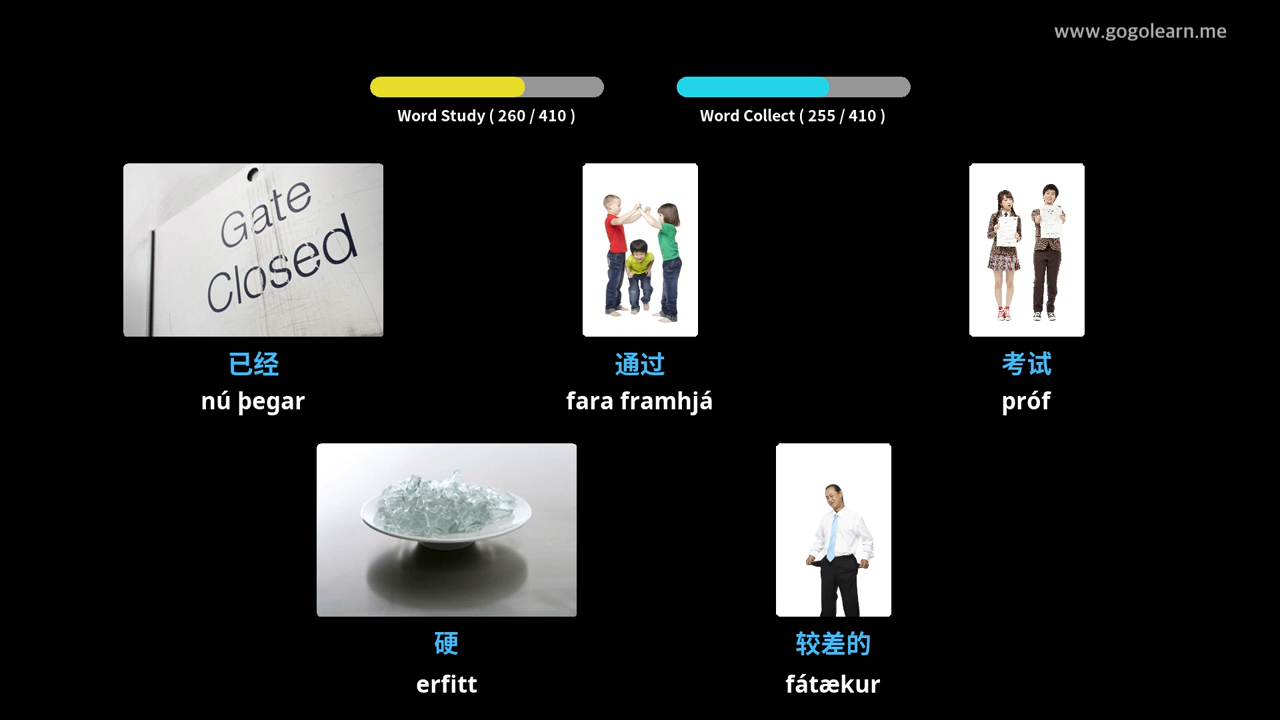 www.gogolearn.me
Word Study ( 260 / 410 )
Word Collect ( 255 / 410 )
Gate
Closed
已经
nú þegar
通过
fara framhjá
考试
próf
硬
erfitt
较差的
fátækur